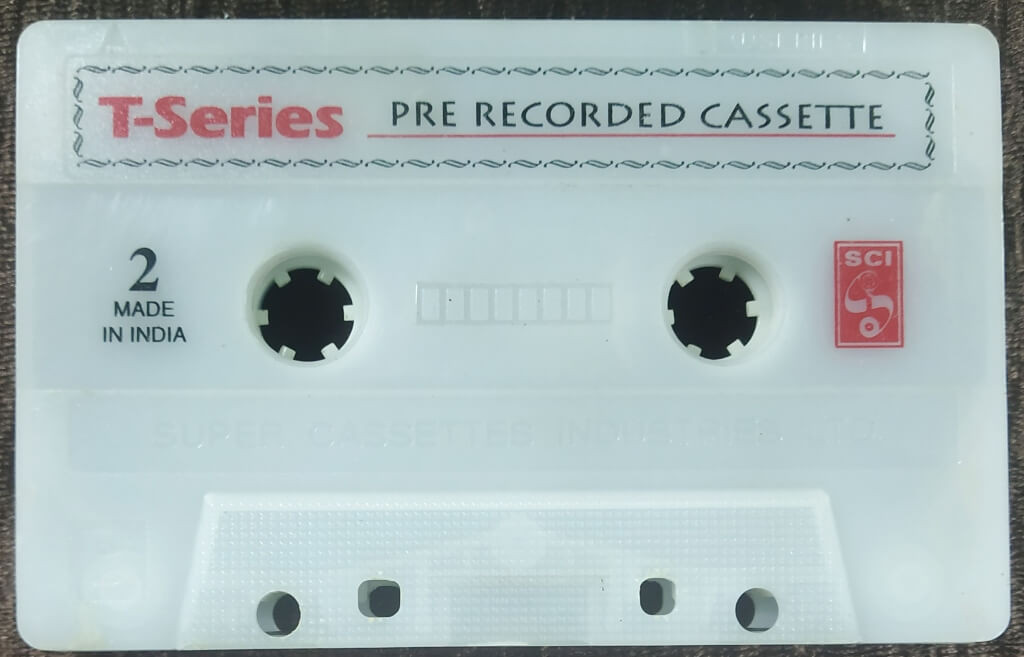 T-Series PRE RECORDED CASSETTE
2
MADE
IN INDIA
SCI
SUPER CASSETTES INDUSTRIES LTD.